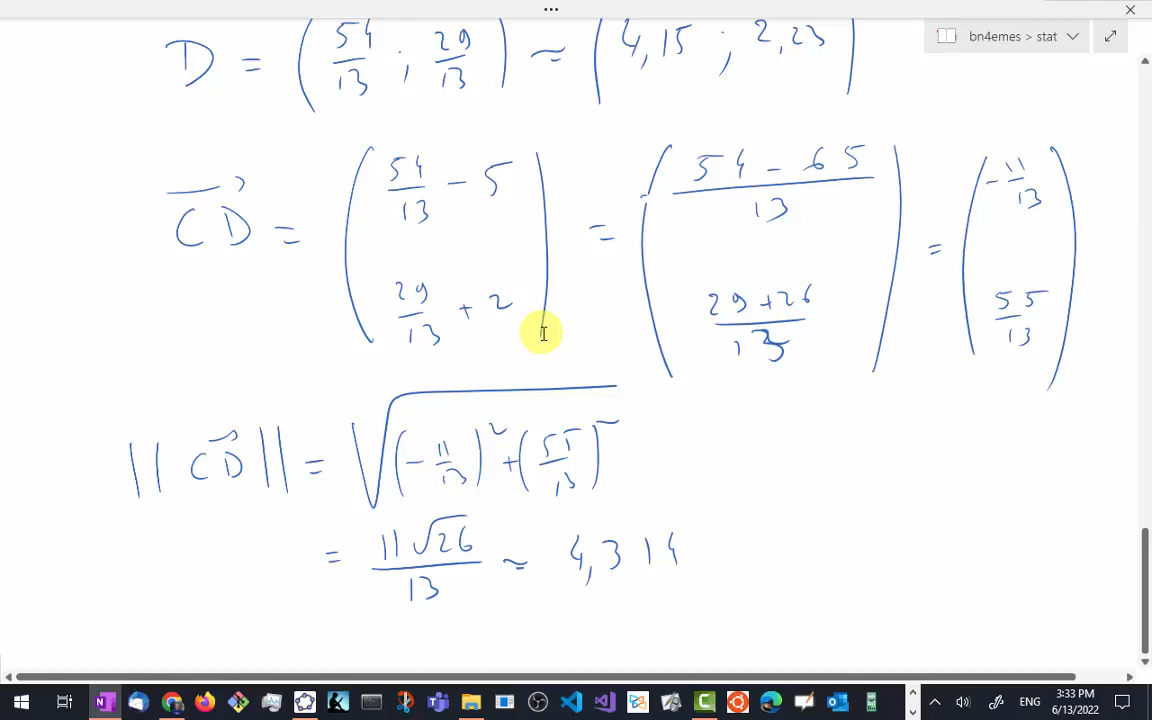 bn4emes > stat
D = (54/13 ; 29/13) ≈ (4,15 ; 2,23)
CD = (54/13 - 5 29/13 + 2) = (54 - 65/13 29 + 26/13) = (-11/13 55/13)
||CD|| = √(-11/13)² + (55/13)²
= 11√26/13 ≈ 4,314
ENG
3:33 PM
6/13/2022